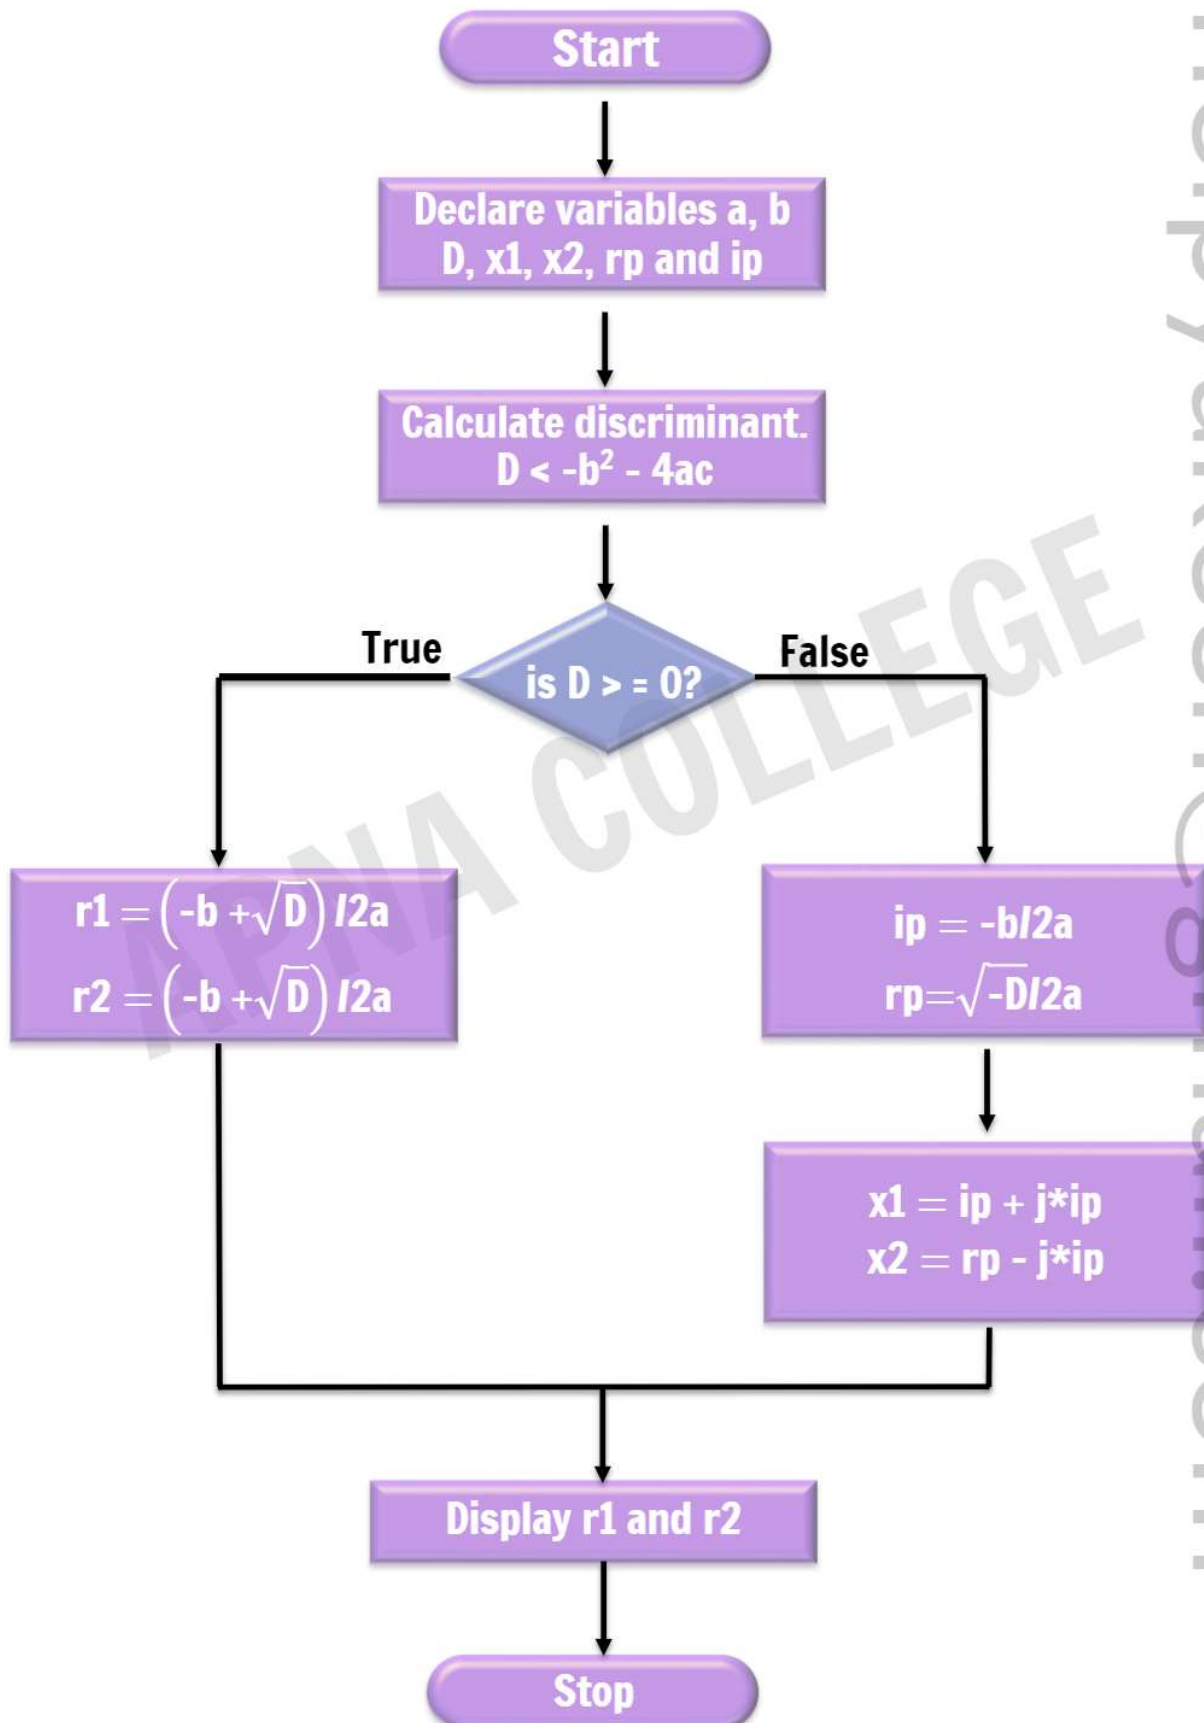 Start
Declare variables a, b
D, x1, x2, rp and ip
Calculate discriminant.
D < -b² - 4ac
True
is D > = 0?
False
r1 = (-b +√D) /2a
r2 = (-b +√D) /2a
ip = -b/2a
rp=√-D/2a
x1 = ip + j*ip
x2 = rp - j*ip
Display r1 and r2
Stop
APNA COLLEGE